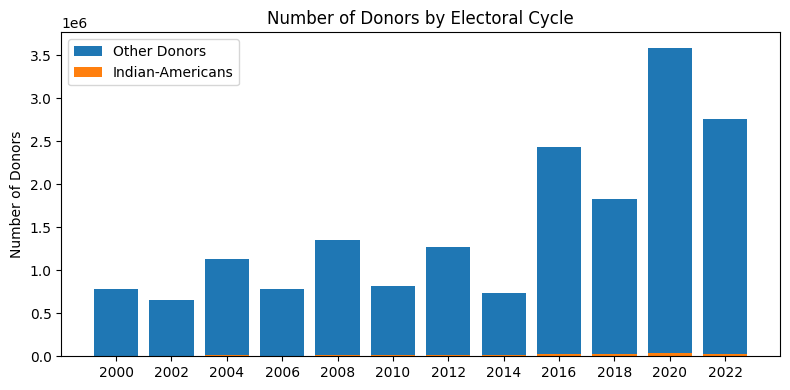 Number of Donors by Electoral Cycle
1e6
Other Donors
Indian-Americans
Number of Donors
3.5
3.0
2.5
2.0
1.5
1.0
0.5
0.0
2000 2002 2004 2006 2008 2010 2012 2014 2016 2018 2020 2022